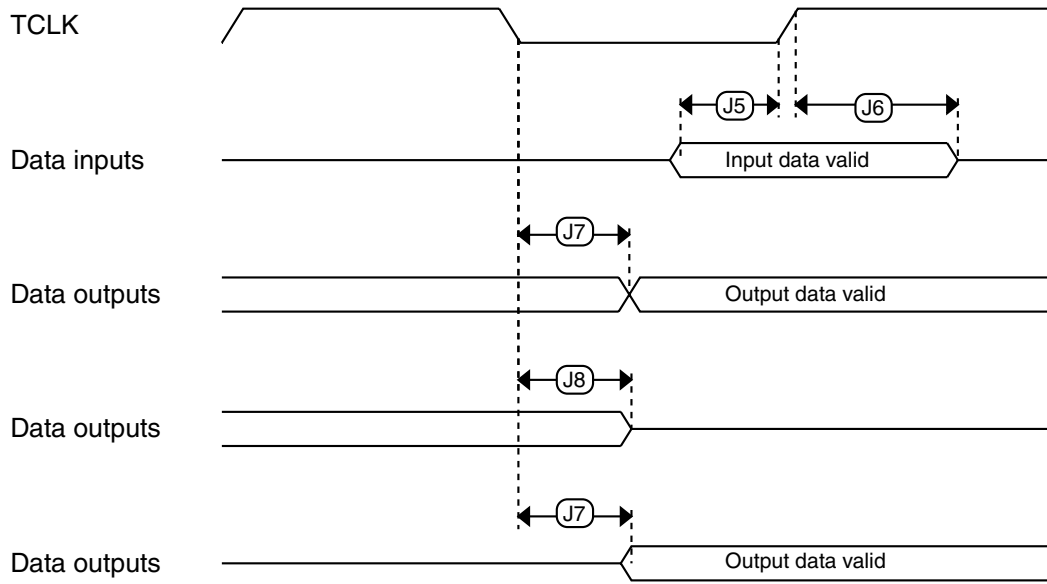 TCLK
J5
J6
Data inputs
Input data valid
J7
Data outputs
Output data valid
J8
Data outputs
J7
Data outputs
Output data valid